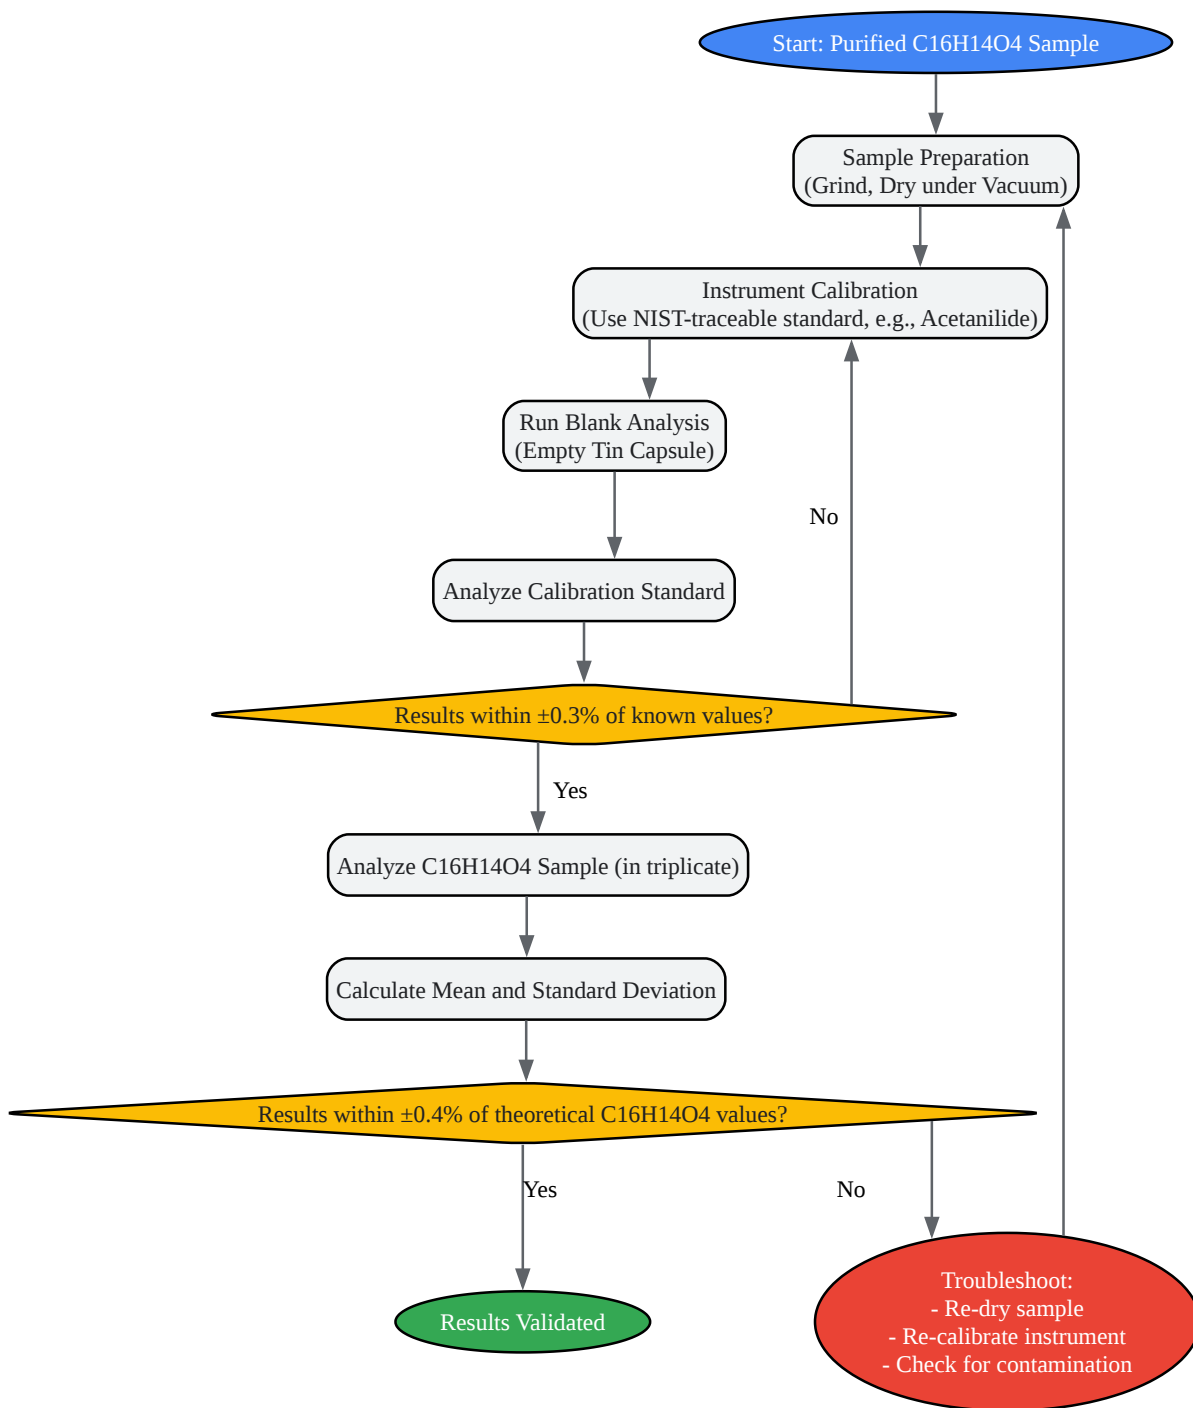 Start: Purified C16H14O4 Sample
Sample Preparation
(Grind, Dry under Vacuum)
Instrument Calibration
(Use NIST-traceable standard, e.g., Acetanilide)
Run Blank Analysis
(Empty Tin Capsule)
No
Analyze Calibration Standard
Results within ±0.3% of known values?
Yes
Analyze C16H14O4 Sample (in triplicate)
Calculate Mean and Standard Deviation
Results within ±0.4% of theoretical C16H14O4 values?
Yes
No
Results Validated
Troubleshoot:
- Re-dry sample
- Re-calibrate instrument
- Check for contamination